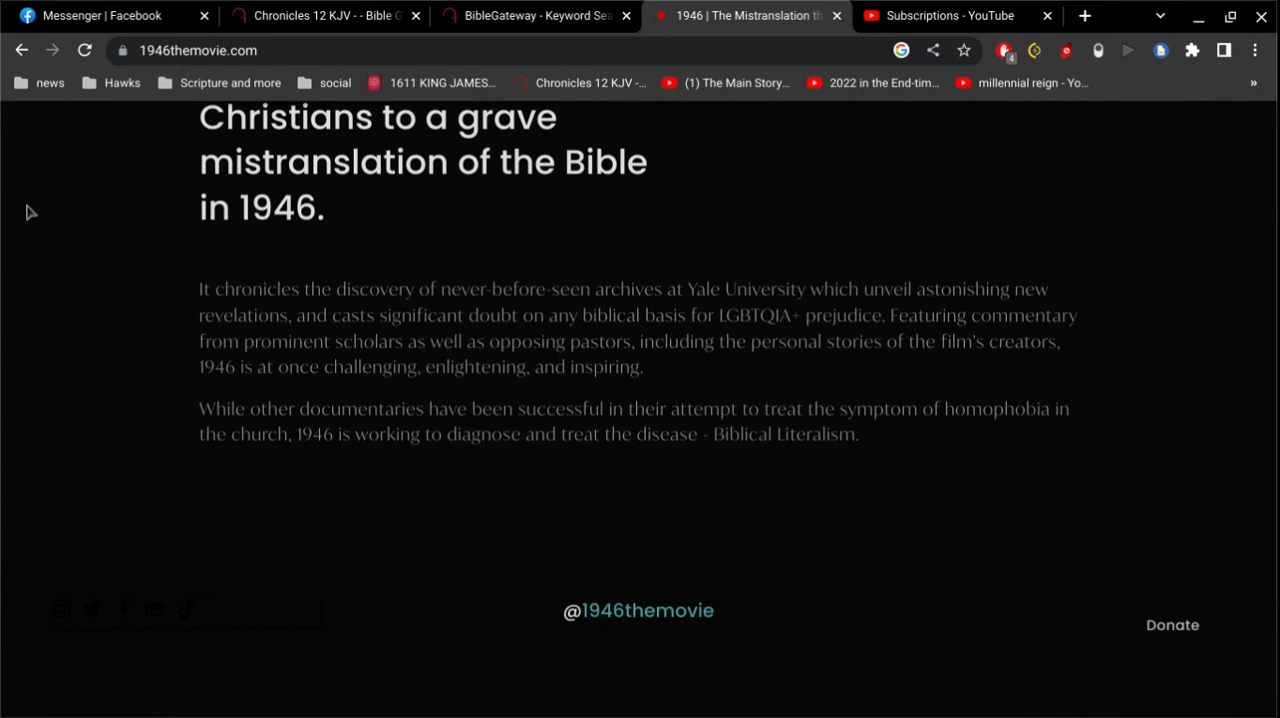 Messenger | Facebook
Chronicles 12 KJV - - Bible G
BibleGateway - Keyword Sea
1946 | The Mistranslation th
Subscriptions - YouTube
1946themovie.com
4
news
Hawks
Scripture and more
social
1611 KING JAMES...
Chronicles 12 KJV -...
(1) The Main Story...
2022 in the End-tim...
millennial reign - Yo...
»
Christians to a grave
mistranslation of the Bible
in 1946.
It chronicles the discovery of never-before-seen archives at Yale University which unveil astonishing new
revelations, and casts significant doubt on any biblical basis for LGBTQIA+ prejudice. Featuring commentary
from prominent scholars as well as opposing pastors, including the personal stories of the film's creators,
1946 is at once challenging, enlightening, and inspiring.
While other documentaries have been successful in their attempt to treat the symptom of homophobia in
the church, 1946 is working to diagnose and treat the disease - Biblical Literalism.
@1946themovie
Donate